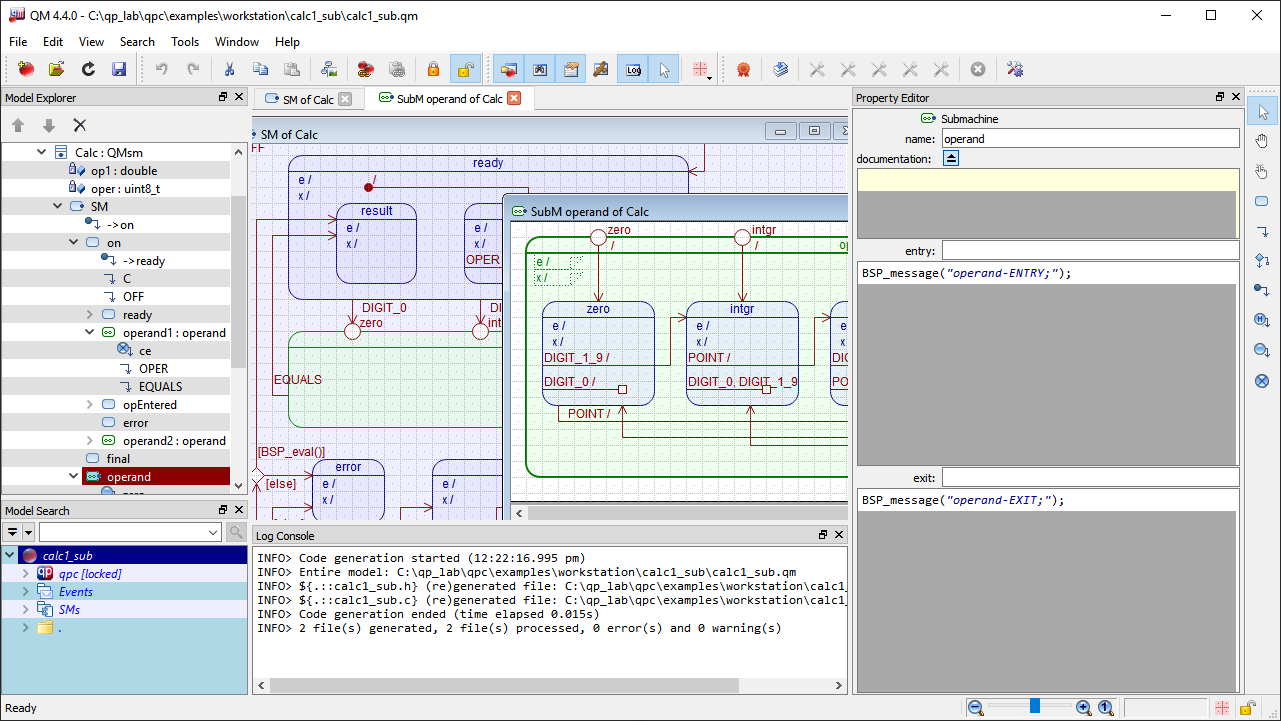 QM 4.4.0 - C:\qp_lab\qpc\examples\workstation\calc1_sub\calc1_sub.qm
File Edit View Search Tools Window Help
Log
Model Explorer
Calc : QMsm
op1 : double
oper : uint8_t
SM
->on
on
->ready
C
OFF
ready
operand1 : operand
ce
OPER
EQUALS
opEntered
error
operand2 : operand
final
operand
Model Search
calc1_sub
qpc [locked]
Events
SMs
.
SM of Calc
SubM operand of Calc
SM of Calc
FF
ready
e /
x /
/
result
e /
x /
e /
x /
OPER
DIGIT_0
DI
zero
int
EQUALS
[BSP_eval()]
[else]
error
e /
x /
e /
x /
SubM operand of Calc
zero
/
intgr
/
op
e /
x /
zero
e /
x /
DIGIT_1_9 /
DIGIT_0 /
POINT /
intgr
e /
x /
POINT /
DIGIT_0, DIGIT_1_9
e /
x /
DIG
PO
Log Console
INFO> Code generation started (12:22:16.995 pm)
INFO> Entire model: C:\qp_lab\qpc\examples\workstation\calc1_sub\calc1_sub.qm
INFO> ${.::calc1_sub.h} (re)generated file: C:\qp_lab\qpc\examples\workstation\calc1_
INFO> ${.::calc1_sub.c} (re)generated file: C:\qp_lab\qpc\examples\workstation\calc1_
INFO> Code generation ended (time elapsed 0.015s)
INFO> 2 file(s) generated, 2 file(s) processed, 0 error(s) and 0 warning(s)
Property Editor
Submachine
name: operand
documentation:
entry:
BSP_message("operand-ENTRY;");
exit:
BSP_message("operand-EXIT;");
Ready